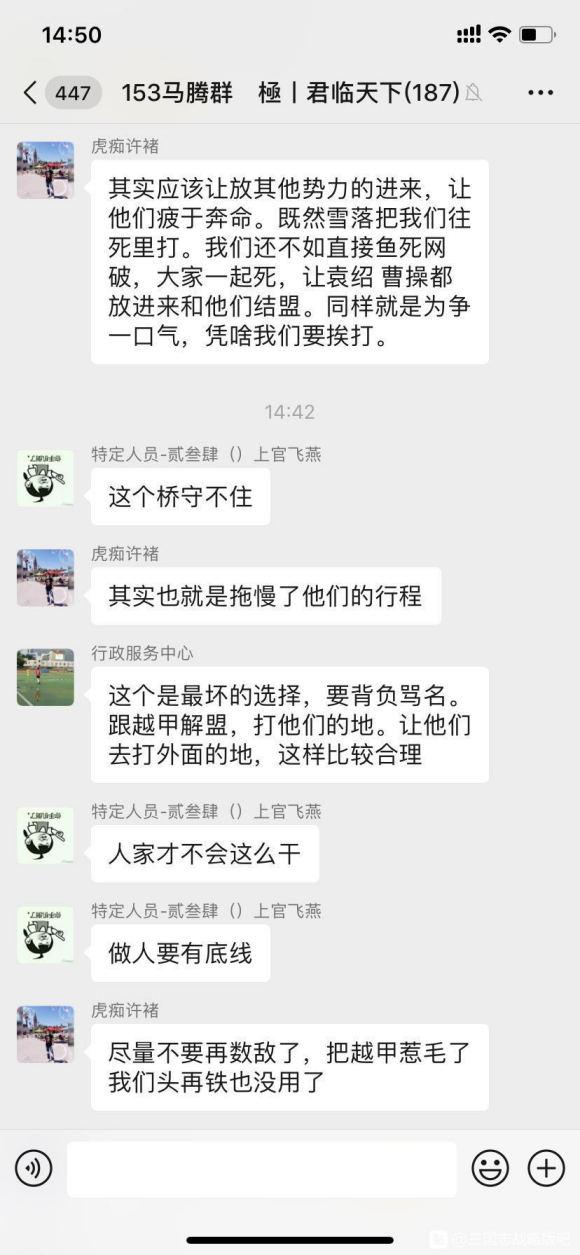 14:50
447
153马腾群 極丨君临天下(187)
虎痴许褚
其实应该让放其他势力的进来，让
他们疲于奔命。既然雪落把我们往
死里打。我们还不如直接鱼死网
破，大家一起死，让袁绍 曹操都
放进来和他们结盟。同样就是为争
一口气，凭啥我们要挨打。
14:42
特定人员-贰叁肆（）上官飞燕
这个桥守不住
虎痴许褚
其实也就是拖慢了他们的行程
行政服务中心
这个是最坏的选择，要背负骂名。
跟越甲解盟，打他们的地。让他们
去打外面的地，这样比较合理
特定人员-贰叁肆（）上官飞燕
人家才不会这么干
特定人员-贰叁肆（）上官飞燕
做人要有底线
虎痴许褚
尽量不要再数敌了，把越甲惹毛了
我们头再铁也没用了
@三国志战略版吧